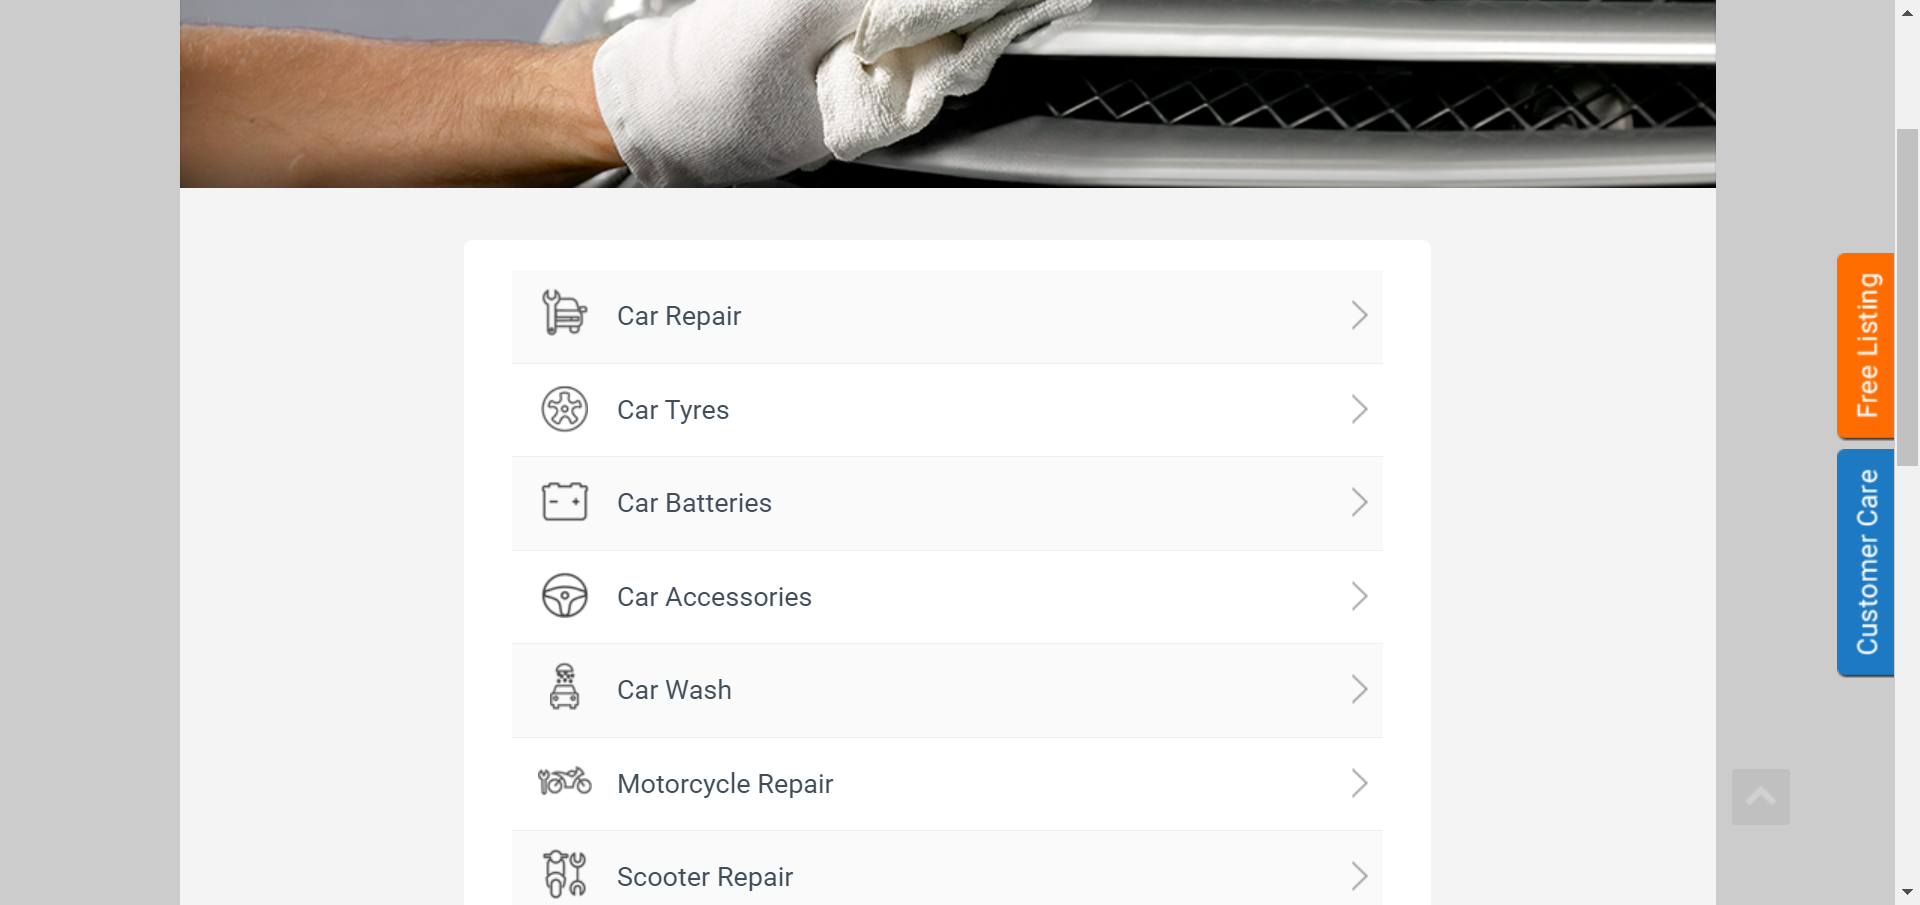 Car Repair
Car Tyres
Car Batteries
Car Accessories
Car Wash
Motorcycle Repair
Scooter Repair
Free Listing
Customer Care